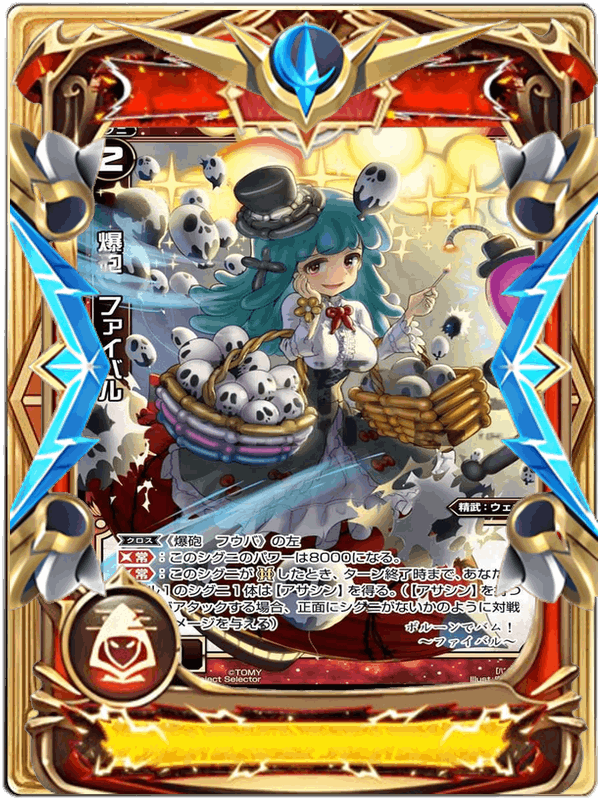 2
爆
ファイバル
クロス 《爆砲 フウバ》の左
常：このシグニのパワーは8000になる。
常：このシグニが したとき、ターン終了時まで、あなた
のシグニ１体は【アサシン】を得る。（【アサシン】を
アタックする場合、正面にシグニがないかのように対戦
メージを与える）
精武：ウェ
ボルーンでバム！
～ファイバル～
©TOMY
ect Selector
Illust